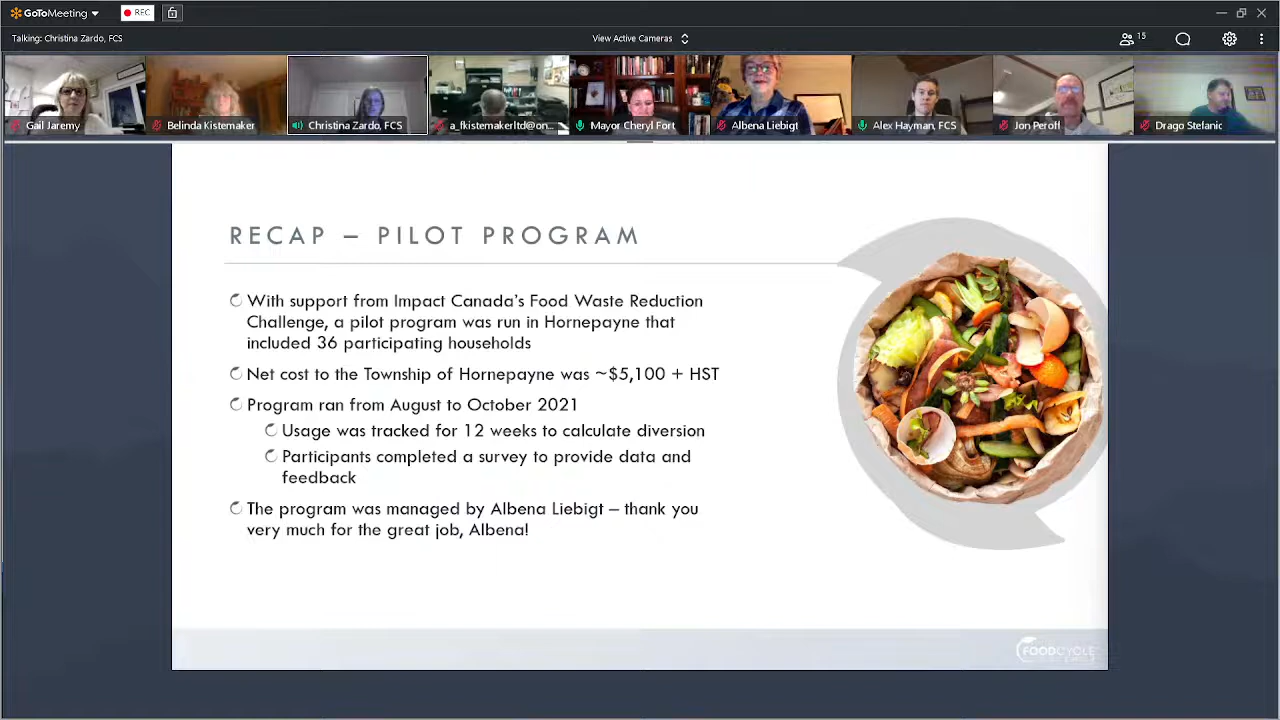 GoToMeeting
REC
Talking: Christina Zardo, FCS
View Active Cameras
15
Gail Jaremy
Belinda Kistemaker
Christina Zardo, FCS
a_fkistemakerltd@on...
Mayor Cheryl Fort
Albena Liebigt
Alex Hayman, FCS
Jon Peroff
Drago Stefanic
RECAP – PILOT PROGRAM
With support from Impact Canada's Food Waste Reduction
Challenge, a pilot program was run in Hornepayne that
included 36 participating households
Net cost to the Township of Hornepayne was ~$5,100 + HST
Program ran from August to October 2021
Usage was tracked for 12 weeks to calculate diversion
Participants completed a survey to provide data and
feedback
The program was managed by Albena Liebigt – thank you
very much for the great job, Albena!
FOODCYCLE